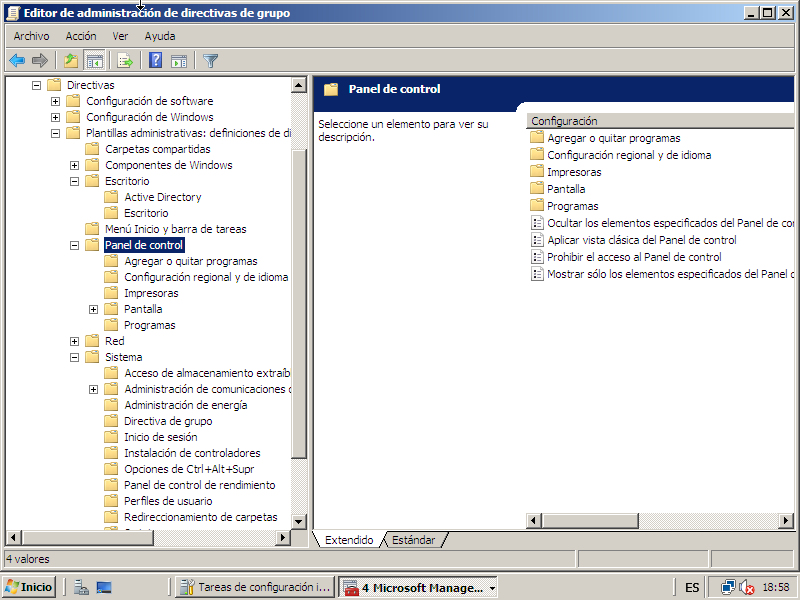 Editor de administración de directivas de grupo
Archivo Acción Ver Ayuda
Directivas
Configuración de software
Configuración de Windows
Plantillas administrativas: definiciones de di
Carpetas compartidas
Componentes de Windows
Escritorio
Active Directory
Escritorio
Menú Inicio y barra de tareas
Panel de control
Agregar o quitar programas
Configuración regional y de idioma
Impresoras
Pantalla
Programas
Red
Sistema
Acceso de almacenamiento extraíb
Administración de comunicaciones
Administración de energía
Directiva de grupo
Inicio de sesión
Instalación de controladores
Opciones de Ctrl+Alt+Supr
Panel de control de rendimiento
Perfiles de usuario
Redireccionamiento de carpetas
Panel de control
Seleccione un elemento para ver su
descripción.
Configuración
Agregar o quitar programas
Configuración regional y de idioma
Impresoras
Pantalla
Programas
Ocultar los elementos especificados del Panel de con
Aplicar vista clásica del Panel de control
Prohibir el acceso al Panel de control
Mostrar sólo los elementos especificados del Panel d
Extendido Estándar
4 valores
Inicio Tareas de configuración i... 4 Microsoft Manage... ES 18:58